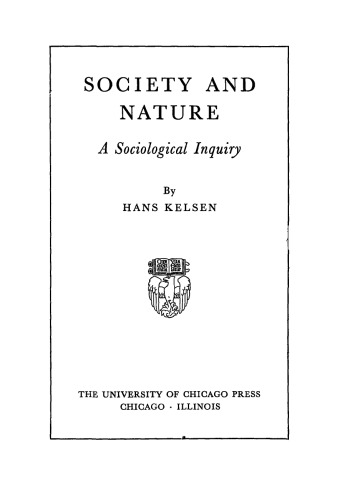 SOCIETY AND
NATURE
A Sociological Inquiry
By
HANS KELSEN
THE UNIVERSITY OF CHICAGO PRESS
CHICAGO · ILLINOIS